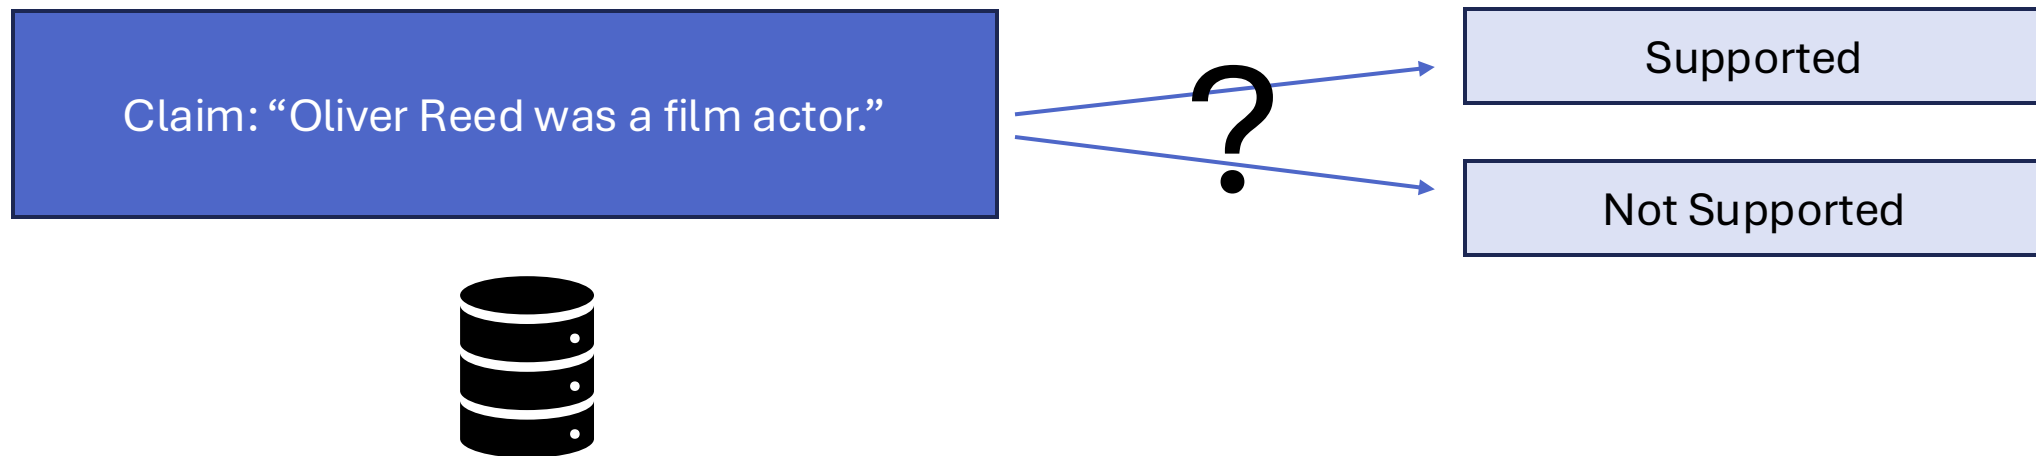 Claim: “Oliver Reed was a film actor.”
?
Supported
Not Supported